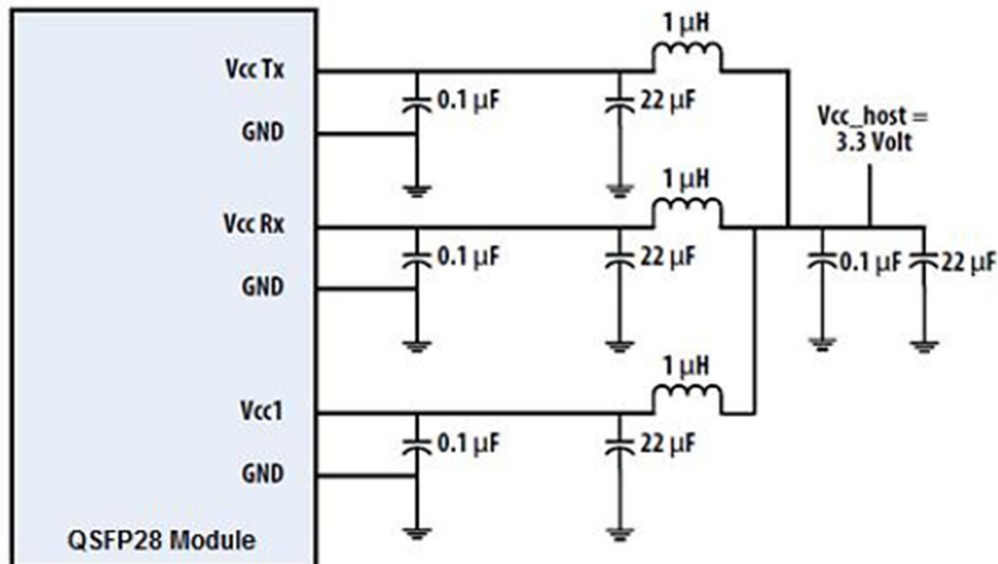 1 μH
Vcc Tx
0.1 μF
22 μF
GND
Vcc_host =
3.3 Volt
1 μH
Vcc Rx
0.1 μF
22 μF
0.1 μF
22 μF
GND
1 μH
Vcc1
0.1 μF
22 μF
GND
QSFP28 Module